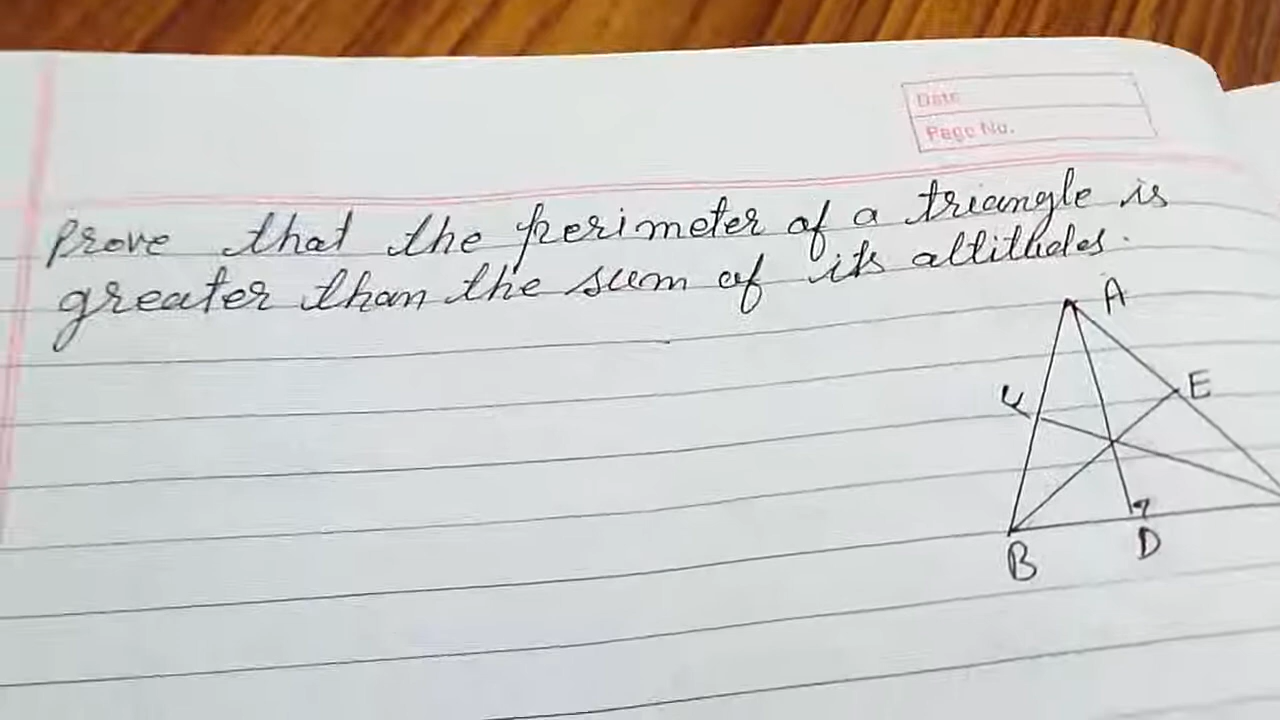 Date
Page No.
Prove that the perimeter of a triangle is
greater than the sum of its altitudes.
A
E
B
D